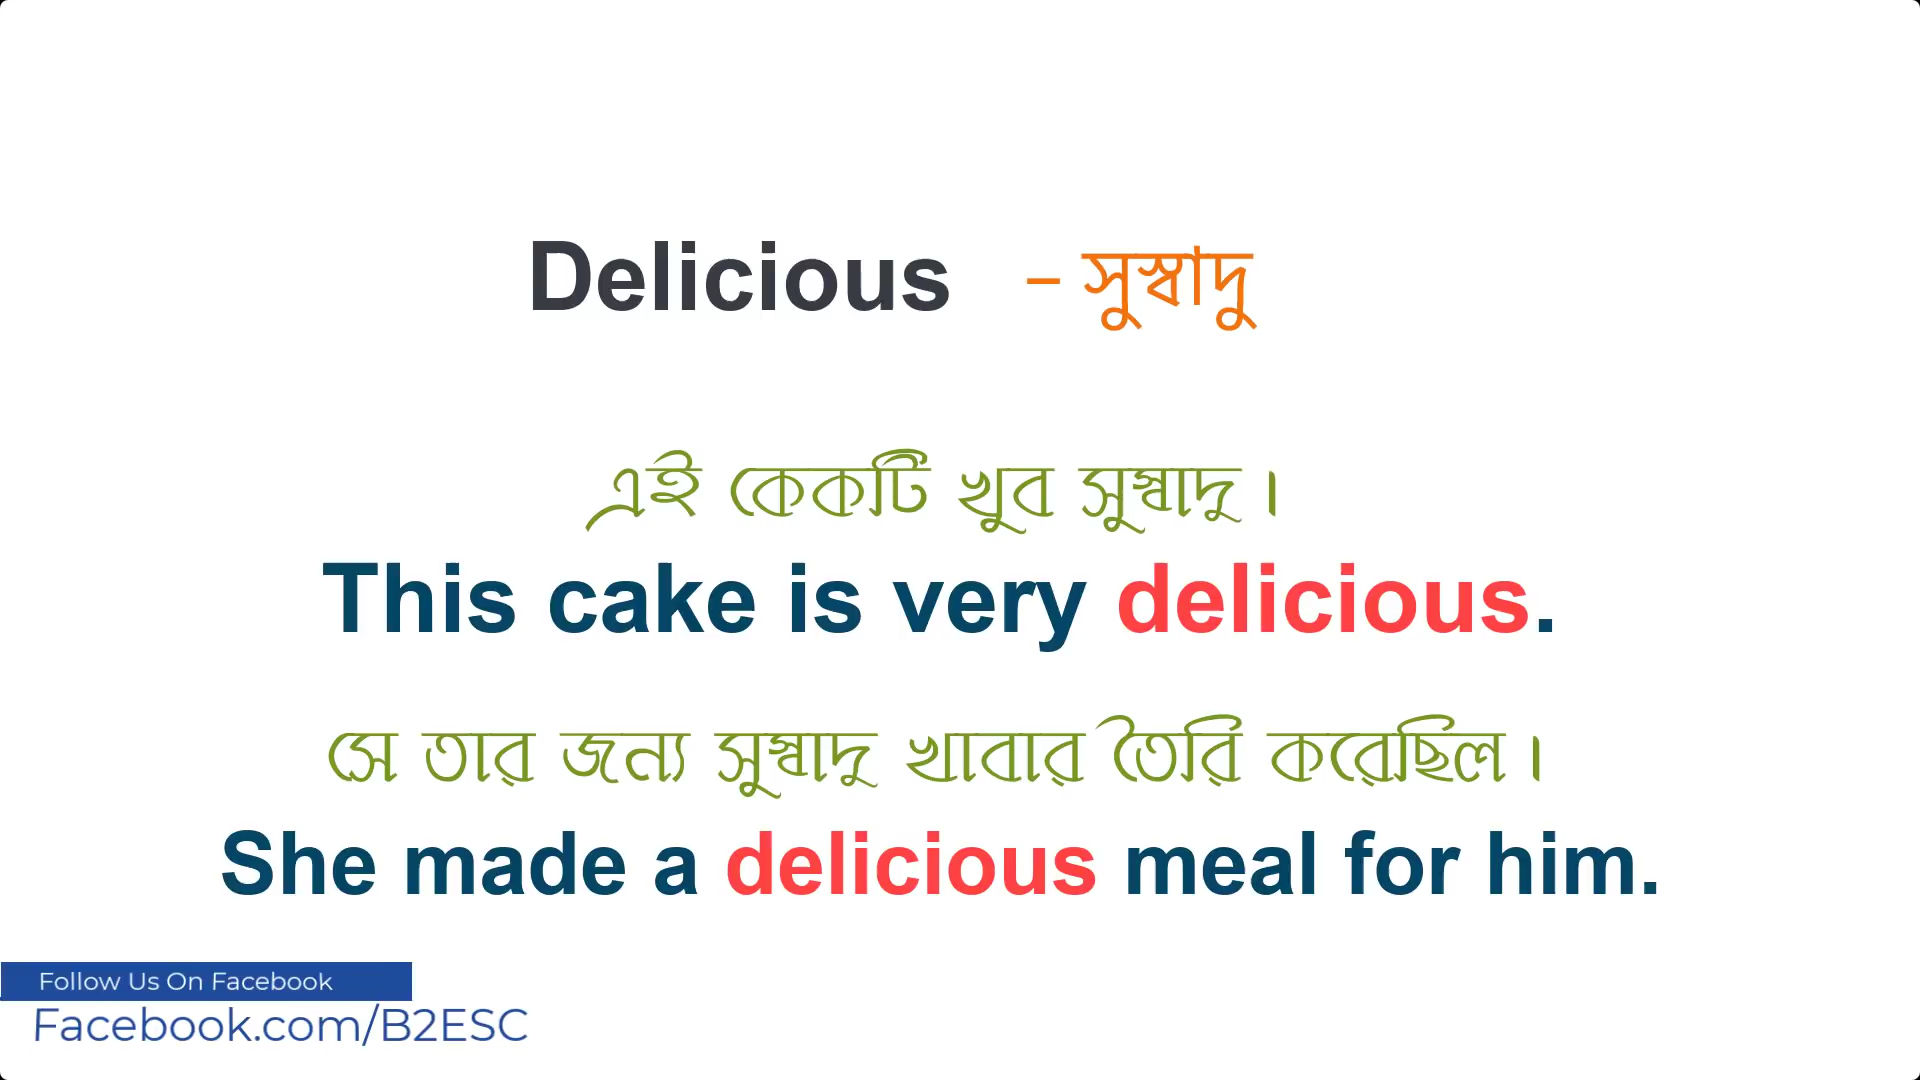 Delicious – সুস্বাদু
এই কেকটি খুব সুস্বাদু।
This cake is very delicious.
সে তার জন্য সুস্বাদু খাবার তৈরি করেছিল।
She made a delicious meal for him.
Follow Us On Facebook
Facebook.com/B2ESC